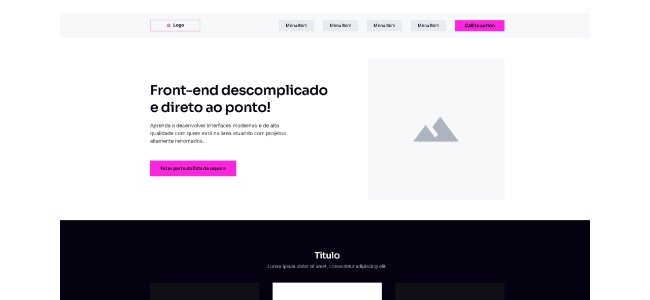 Logo
Menu item
Menu item
Menu item
Menu item
Call to action
Front-end descomplicado
e direto ao ponto!
Aprenda a desenvolver interfaces modernas e de alta
qualidade com quem está na área atuando com projetos
altamente renomados.
Fazer parte da lista de espera
Titulo
Lorem ipsum dolor sit amet, consectetur adipiscing elit.